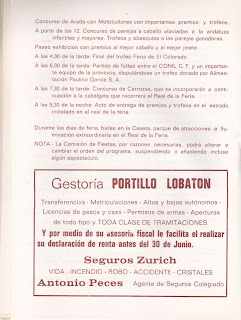 Concurso de Arada con Motocultores con importantes premios y trofeos.
A partir de las 12. Concurso de parejas a caballo ataviadas a la andaluza
infantiles y mayores. Trofeos y obsequios a las parejas ganadoras.
Paseo exhibición con premios al mejor caballo y al mejor jinete.
A las 4,30 de la tarde: Final del trofeo Feria de El Colorado.
A las 6,30 de la tarde: Partido de fútbol entre el CONIL C. F. y un importan-
te equipo de la provincia, disputándose un trofeo donado por Alimen-
tación Paulino García S. A.
A las 7,30 de la tarde: Concurso de Carrozas, que se incorporarán a conti-
nuación a la cabalgata que recorrerá el Real de la Feria.
A las 9,30 de la noche: Acto de entrega de premios y trofeos en el estrado
instalado en el real de la feria.
Durante los días de feria, bailes en la Caseta, parque de atracciones, e ilu-
minación extraordinaria en el Real de la Feria.
NOTA.- La Comisión de Fiestas, por razones necesarias, podrá alterar o
cambiar el orden del programa, suspendiendo o añadiendo incluso
algún espectáculo.
Gestoría PORTILLO LOBATON
Transferencias - Matriculaciones - Altas y bajas autónomos -
Licencias de pesca y caza - Permisos de armas - Aperturas
de todo tipo y TODA CLASE DE TRAMITACIONES
Y por medio de su asesoría fiscal le facilita el realizar
su declaración de renta antes del 30 de Junio.
Seguros Zurich
VIDA - INCENDIO - ROBO - ACCIDENTE - CRISTALES
Antonio Peces Agente de Seguros Colegiado